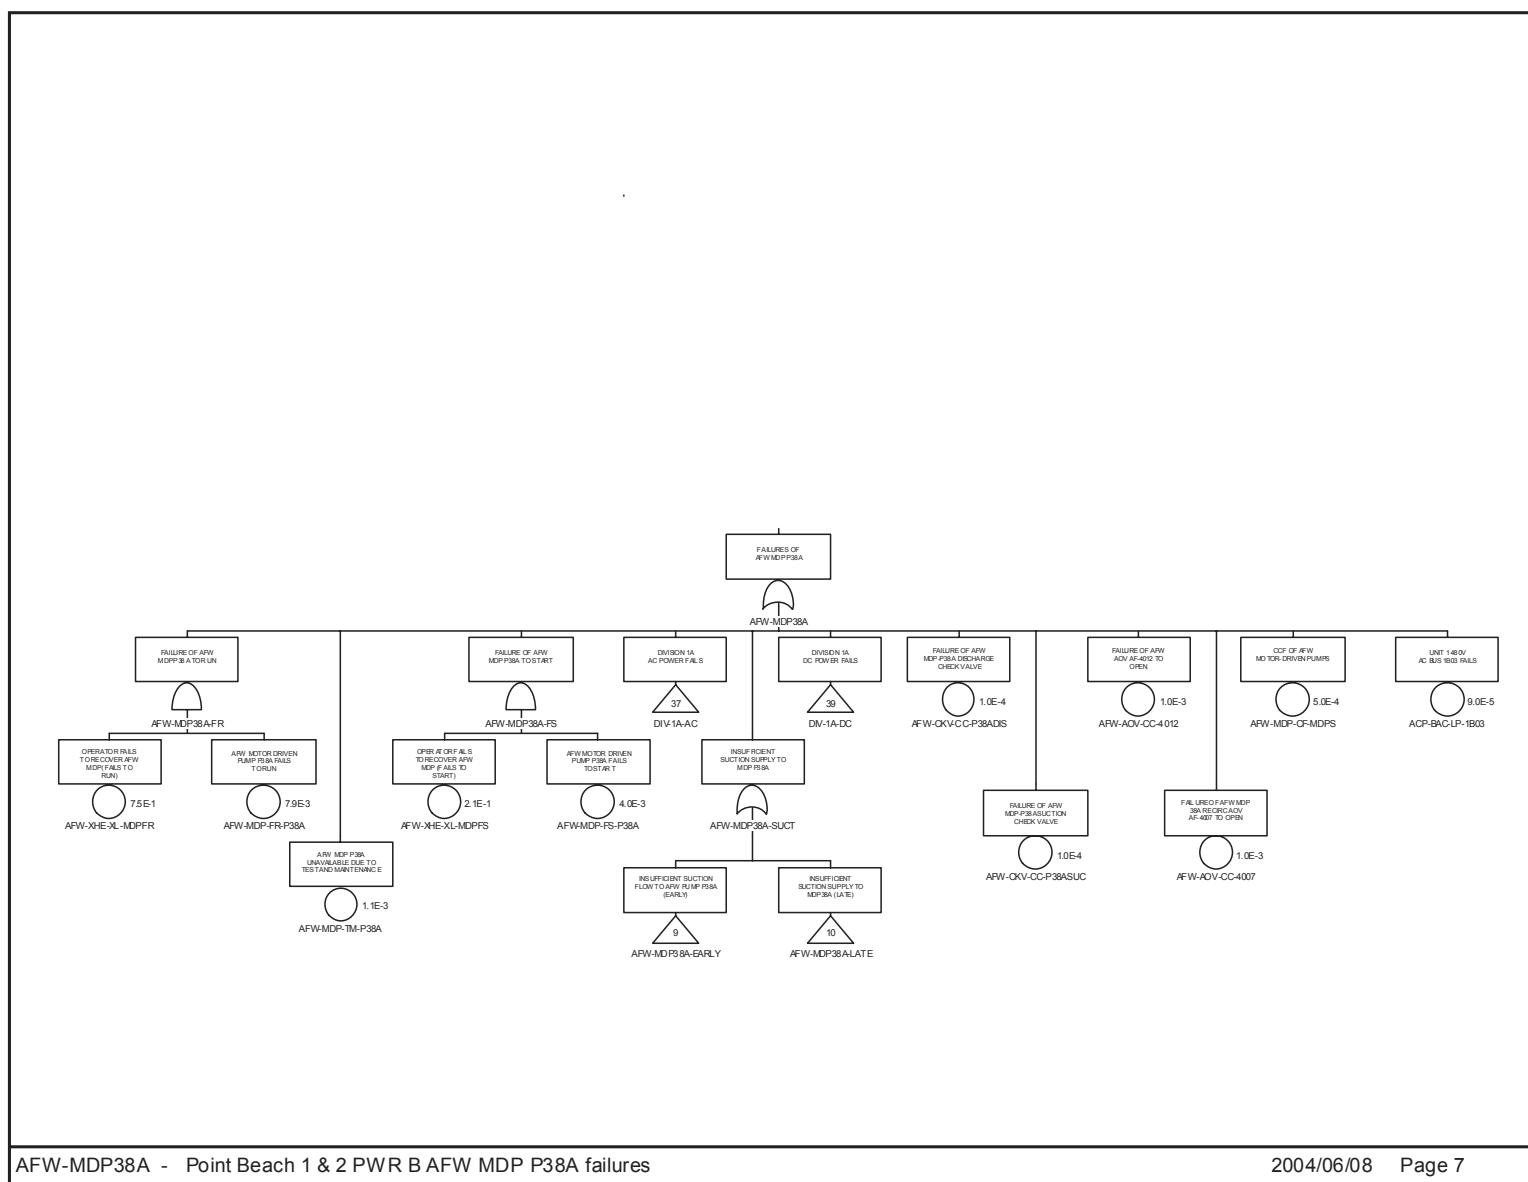 FAILURES OF
AFW MDP P38A
AFW-MDP38A
FAILURE OF AFW
MDP P38A TO RUN
AFW-MDP38A-FR
FAILURE OF AFW
MDP P38A TO START
AFW-MDP38A-FS
DIVISION 1A
AC POWER FAILS
37
DIV-1A-AC
DIVISION 1A
DC POWER FAILS
39
DIV-1A-DC
FAILURE OF AFW
MDP-P38A DISCHARGE
CHECK VALVE
1.0E-4
AFW-CKV-CC-P38ADIS
FAILURE OF AFW
AOV AF-4012 TO
OPEN
1.0E-3
AFW-AOV-CC-4012
CCF OF AFW
MOTOR-DRIVEN PUMPS
5.0E-4
AFW-MDP-CF-MDPS
UNIT 1 480V
AC BUS 1B03 FAILS
9.0E-5
ACP-BAC-LP-1B03
OPERATOR FAILS
TO RECOVER AFW
MDP (FAILS TO
RUN)
7.5E-1
AFW-XHE-XL-MDPFR
AFW MOTOR DRIVEN
PUMP P38A FAILS
TO RUN
7.9E-3
AFW-MDP-FR-P38A
OPERATOR FAILS
TO RECOVER AFW
MDP (FAILS TO
START)
2.1E-1
AFW-XHE-XL-MDPFS
AFW MOTOR DRIVEN
PUMP P38A FAILS
TO START
4.0E-3
AFW-MDP-FS-P38A
INSUFFICIENT
SUCTION SUPPLY TO
MDP P38A
AFW-MDP38A-SUCT
FAILURE OF AFW
MDP-P38A SUCTION
CHECK VALVE
1.0E-4
AFW-CKV-CC-P38ASUC
FAILURE OF AFW MDP
38A RECIRC AOV
AF-4007 TO OPEN
1.0E-3
AFW-AOV-CC-4007
AFW MDP P38A
UNAVAILABLE DUE TO
TEST AND MAINTENANCE
1.1E-3
AFW-MDP-TM-P38A
INSUFFICIENT SUCTION
FLOW TO AFW PUMP P38A
(EARLY)
9
AFW-MDP38A-EARLY
INSUFFICIENT
SUCTION SUPPLY TO
MDP38A (LATE)
10
AFW-MDP38A-LATE
AFW-MDP38A - Point Beach 1 & 2 PWR B AFW MDP P38A failures
2004/06/08 Page 7